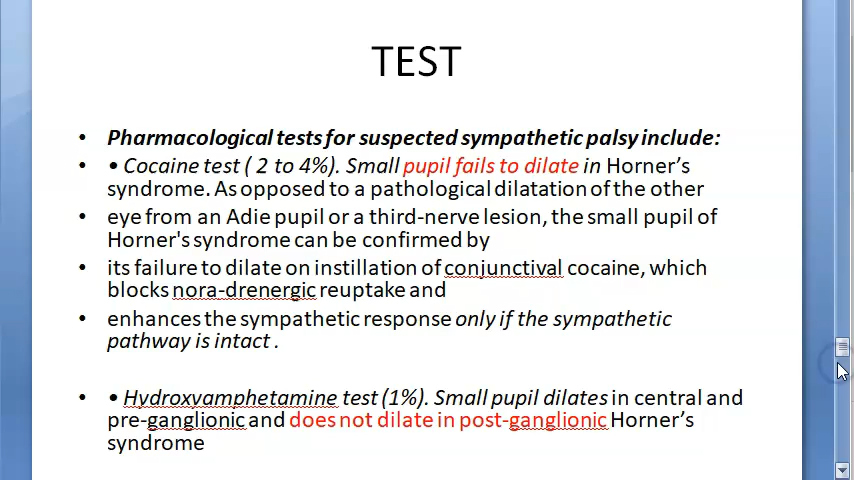 TEST
• Pharmacological tests for suspected sympathetic palsy include:
• • Cocaine test ( 2 to 4%). Small pupil fails to dilate in Horner’s
syndrome. As opposed to a pathological dilatation of the other
• eye from an Adie pupil or a third-nerve lesion, the small pupil of
Horner's syndrome can be confirmed by
• its failure to dilate on instillation of conjunctival cocaine, which
blocks nora-drenergic reuptake and
• enhances the sympathetic response only if the sympathetic
pathway is intact .
• • Hydroxvamphetamine test (1%). Small pupil dilates in central and
pre-ganglionic and does not dilate in post-ganglionic Horner’s
syndrome